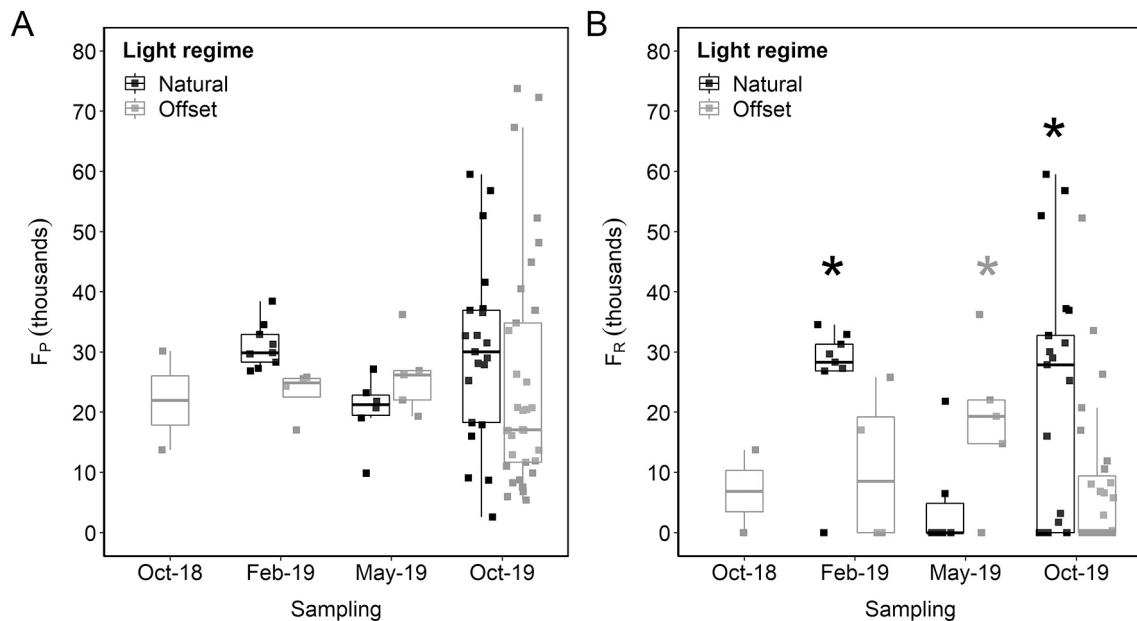 A
Light regime
Natural
Offset
80
70
60
50
40
30
20
10
0
F_P (thousands)
Oct-18 Feb-19 May-19 Oct-19
Sampling
B
Light regime
Natural
Offset
80
70
60
50
40
30
20
10
0
F_R (thousands)
*
*
*
Oct-18 Feb-19 May-19 Oct-19
Sampling